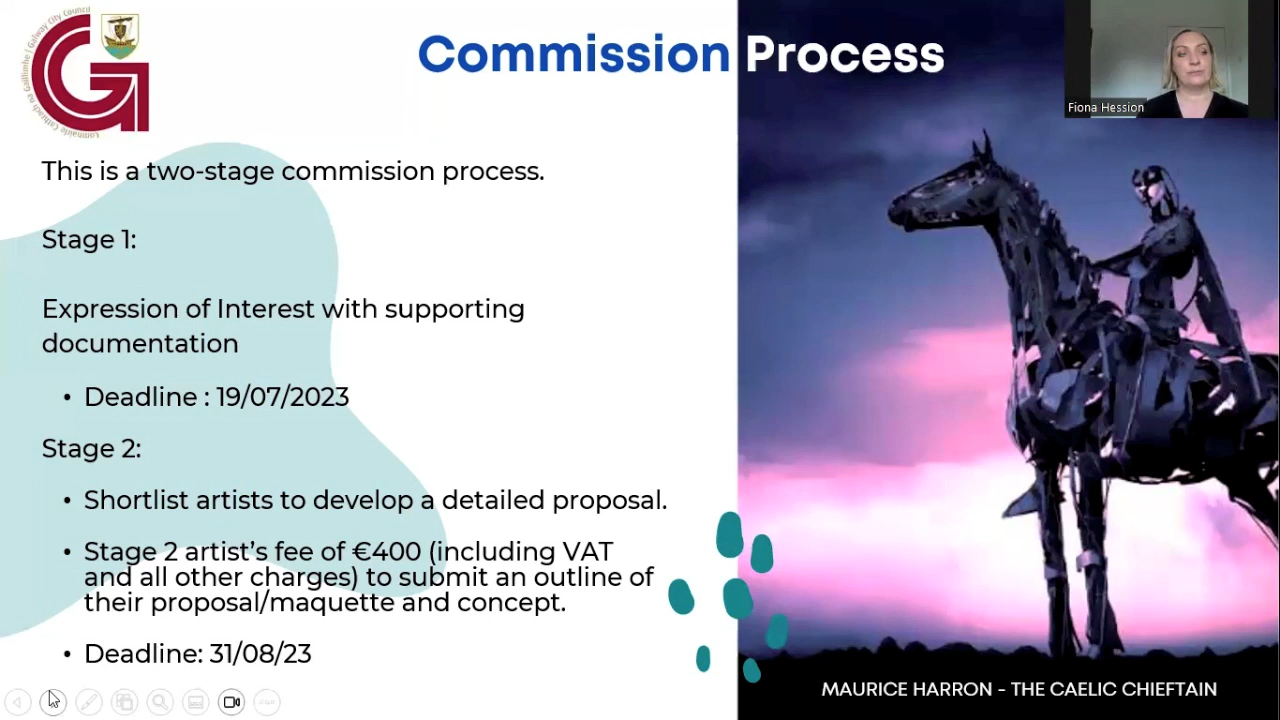 Commission Process
Fiona Hession
This is a two-stage commission process.
Stage 1:
Expression of Interest with supporting
documentation
• Deadline : 19/07/2023
Stage 2:
• Shortlist artists to develop a detailed proposal.
• Stage 2 artist's fee of €400 (including VAT
and all other charges) to submit an outline of
their proposal/maquette and concept.
• Deadline: 31/08/23
MAURICE HARRON - THE CAELIC CHIEFTAIN